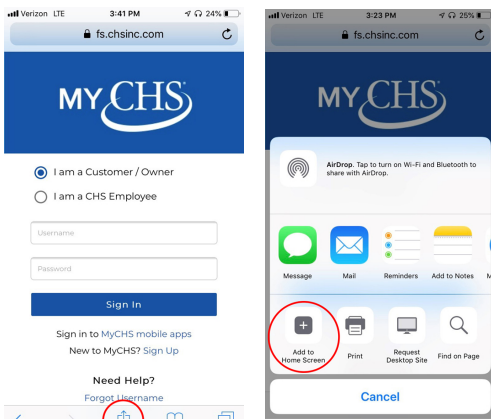 Verizon LTE 3:41 PM 24%
fs.chsinc.com
MY CHS®
I am a Customer / Owner
I am a CHS Employee
Username
Password
Sign In
Sign in to MyCHS mobile apps
New to MyCHS? Sign Up
Need Help?
Forgot Username
Verizon LTE 3:23 PM 25%
fs.chsinc.com
MY CHS
AirDrop. Tap to turn on Wi-Fi and Bluetooth to
share with AirDrop.
Message Mail Reminders Add to Notes M
Add to
Home Screen
Print
Request
Desktop Site
Find on Page
Cancel